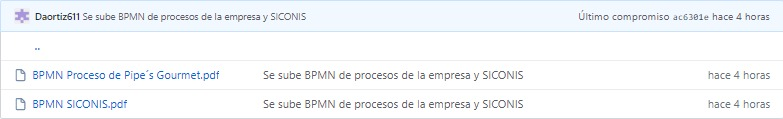 Daortiz611 Se sube BPMN de procesos de la empresa y SICONIS Último compromiso ac6301e hace 4 horas
..
BPMN Proceso de Pipe´s Gourmet.pdf Se sube BPMN de procesos de la empresa y SICONIS hace 4 horas
BPMN SICONIS.pdf Se sube BPMN de procesos de la empresa y SICONIS hace 4 horas